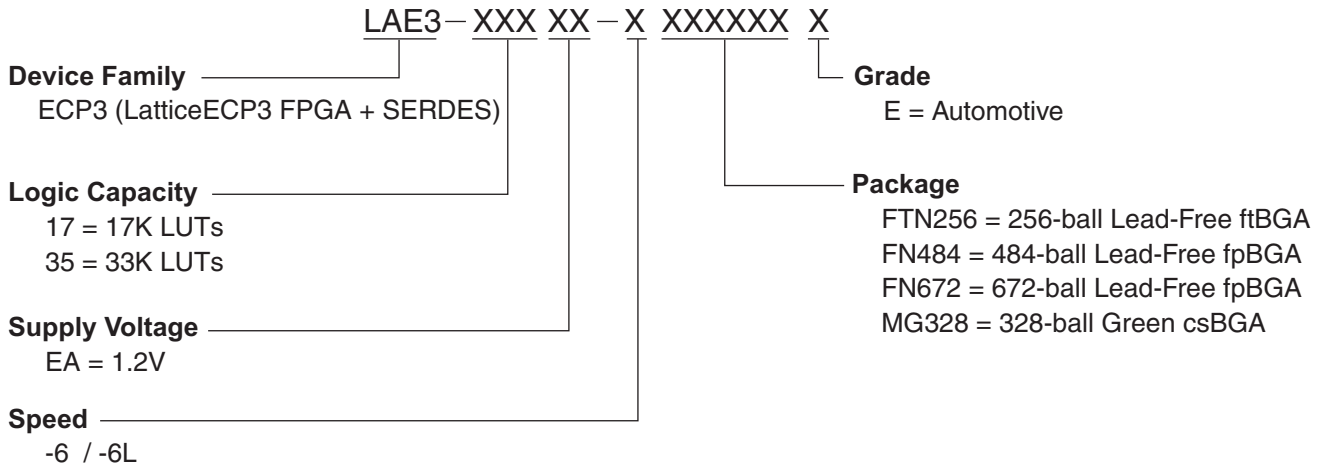 LAE3 – XXX XX – X XXXXXX X
Device Family
ECP3 (LatticeECP3 FPGA + SERDES)
Logic Capacity
17 = 17K LUTs
35 = 33K LUTs
Supply Voltage
EA = 1.2V
Speed
-6 / -6L
Grade
E = Automotive
Package
FTN256 = 256-ball Lead-Free ftBGA
FN484 = 484-ball Lead-Free fpBGA
FN672 = 672-ball Lead-Free fpBGA
MG328 = 328-ball Green csBGA